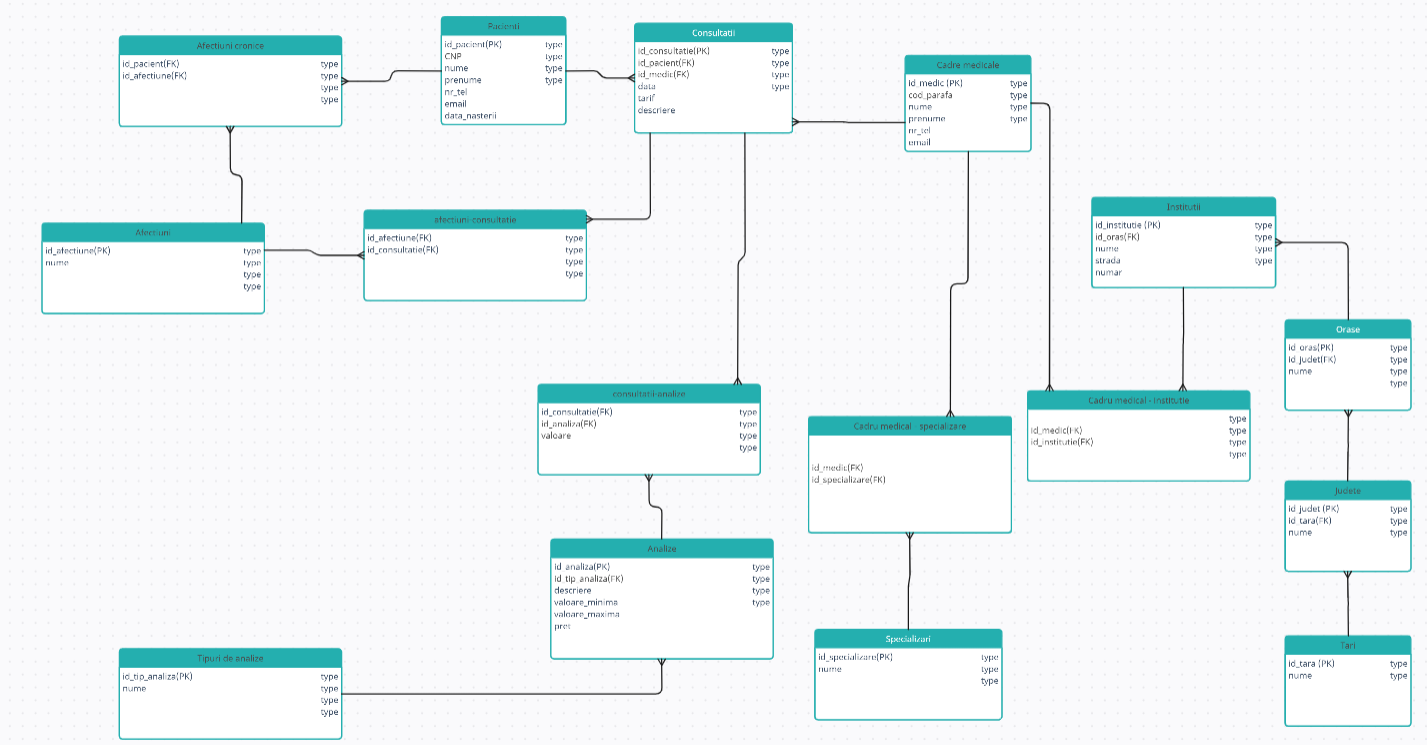 Afectiuni cronice
id_pacient(FK) type
id_afectiune(FK) type
type
type
Pacienti
id_pacient(PK) type
CNP type
nume type
prenume type
nr_tel
email
data_nasterii
Consultatii
id_consultatie(PK) type
id_pacient(FK) type
id_medic(FK) type
data type
tarif
descriere
Cadre medicale
id_medic (PK) type
cod_parafa type
nume type
prenume type
nr_tel
email
Institutii
id_institutie (PK) type
id_oras(FK) type
nume type
strada type
numar
Afectiuni
id_afectiune(PK) type
nume type
type
type
afectiuni-consultatie
id_afectiune(FK) type
id_consultatie(FK) type
type
type
Orase
id_oras(PK) type
id_judet(FK) type
nume type
type
consultatii-analize
id_consultatie(FK) type
id_analiza(FK) type
valoare type
type
Cadru medical - specializare
id_medic(FK)
id_specializare(FK)
Cadru medical - institutie
type
id_medic(FK) type
id_institutie(FK) type
type
Judete
id_judet (PK) type
id_tara(FK) type
nume type
Analize
id_analiza(PK) type
id_tip_analiza(FK) type
descriere type
valoare_minima type
valoare_maxima
pret
Tipuri de analize
id_tip_analiza(PK) type
nume type
type
type
Specializari
id_specializare(PK) type
nume type
type
Tari
id_tara (PK) type
nume type